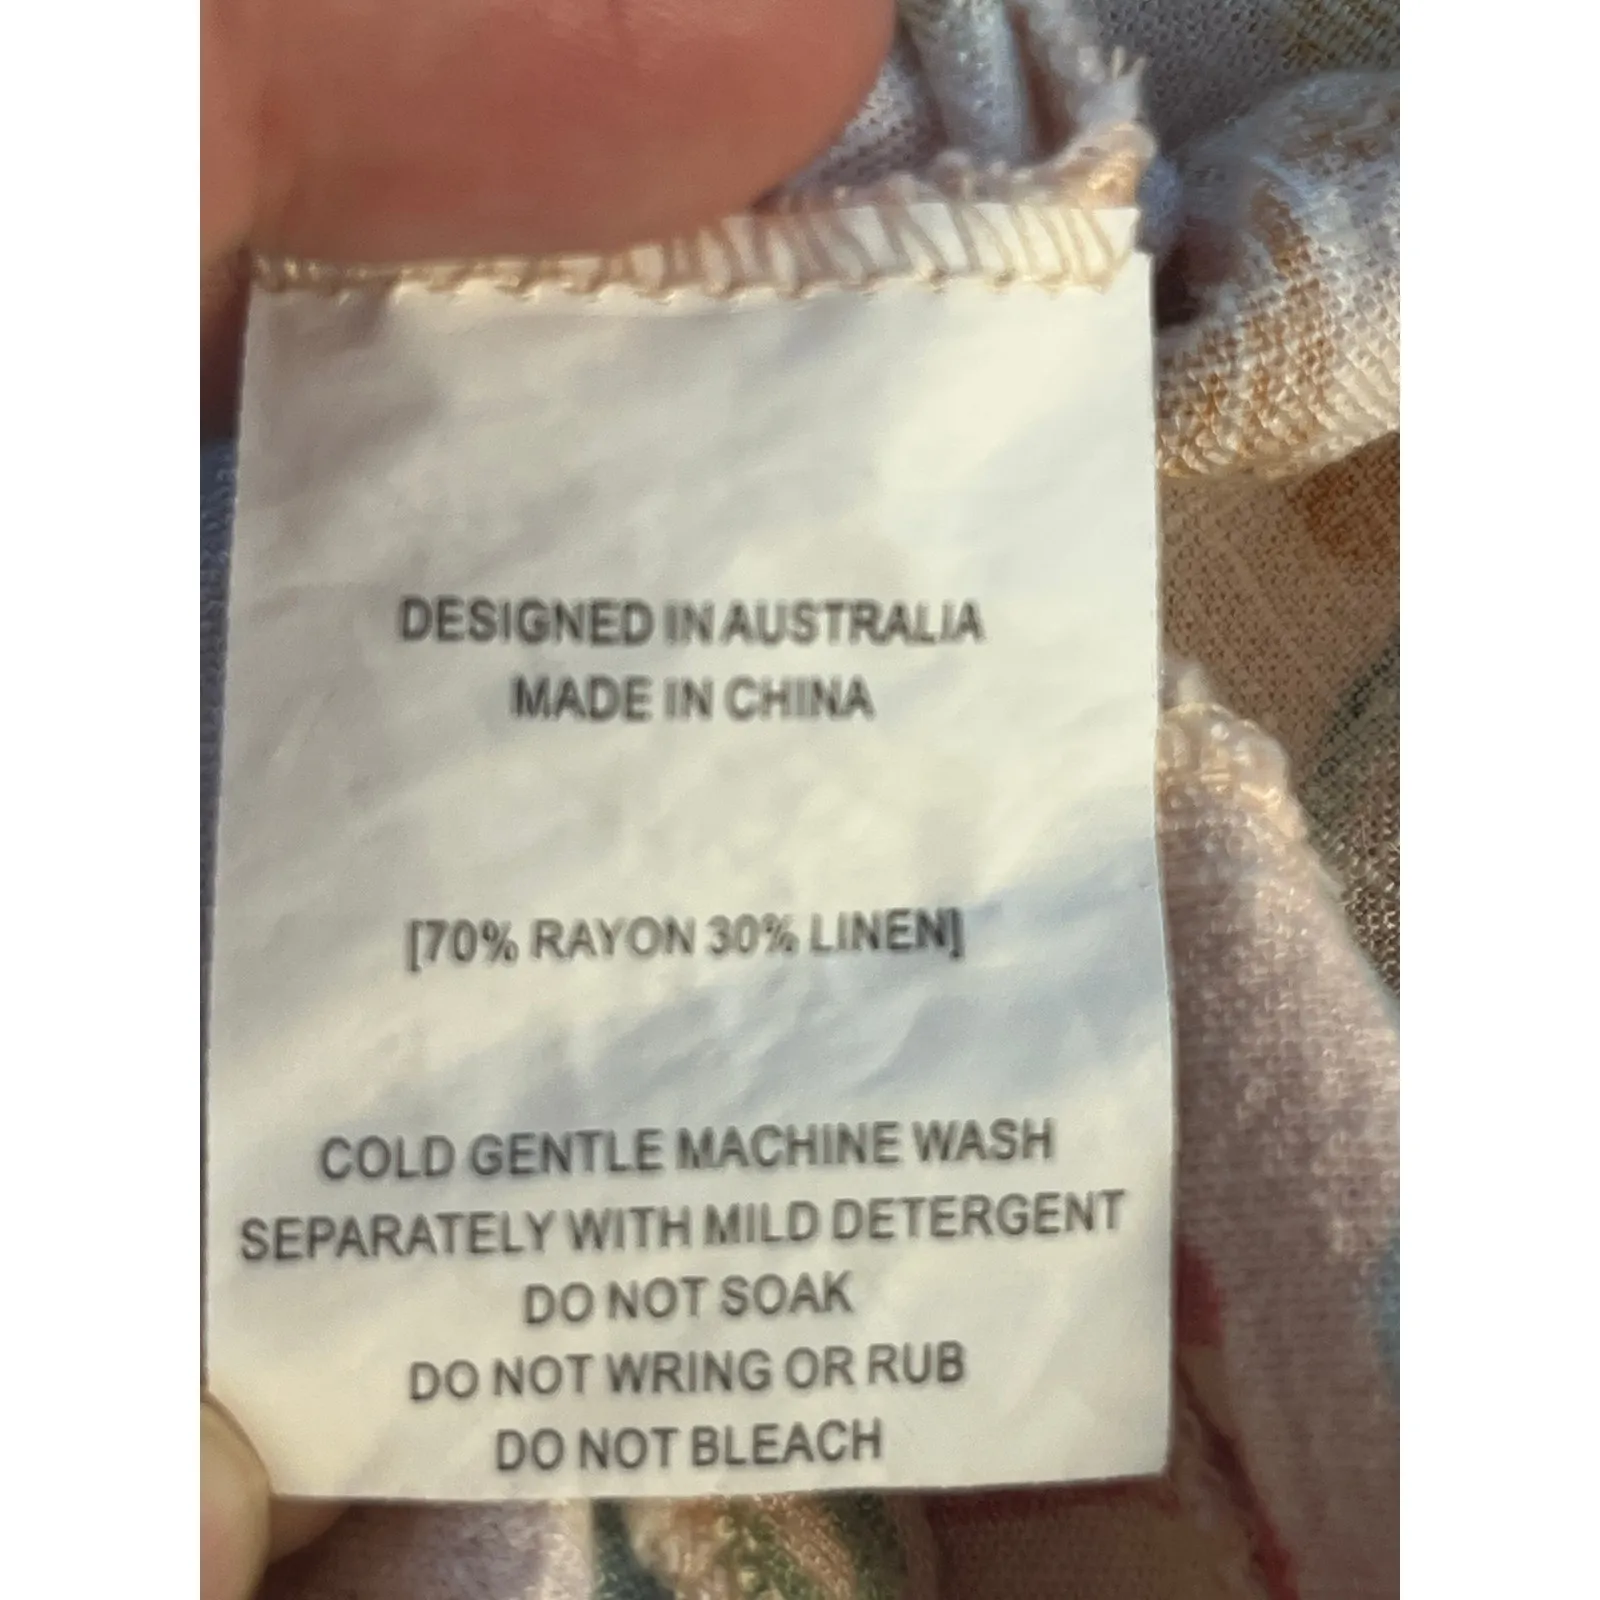 DESIGNED IN AUSTRALIA
MADE IN CHINA
[70% RAYON 30% LINEN]
COLD GENTLE MACHINE WASH
SEPARATELY WITH MILD DETERGENT
DO NOT SOAK
DO NOT WRING OR RUB
DO NOT BLEACH